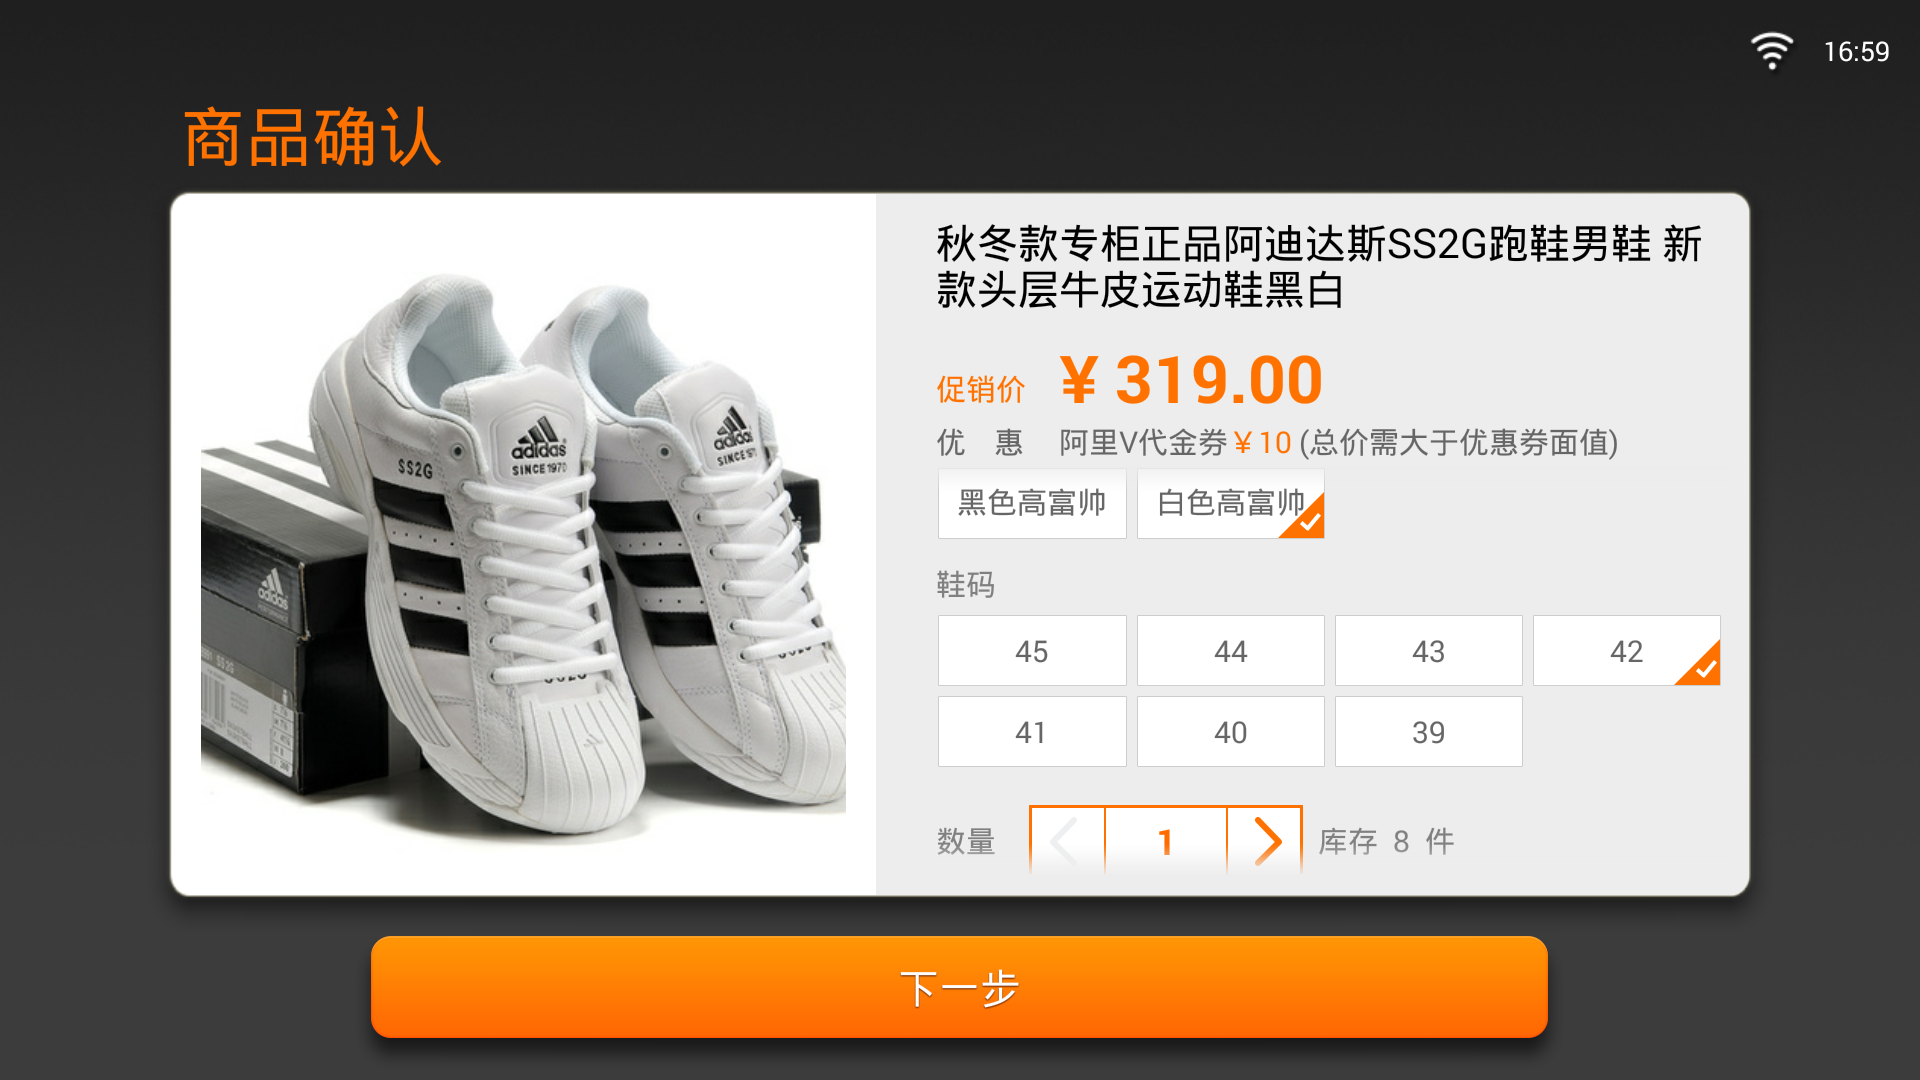 16:59
商品确认
秋冬款专柜正品阿迪达斯SS2G跑鞋男鞋 新
款头层牛皮运动鞋黑白
促销价 ¥ 319.00
优 惠 阿里V代金券¥10 (总价需大于优惠券面值)
黑色高富帅 白色高富帅
鞋码
45 44 43 42
41 40 39
数量 1 库存 8 件
下一步
adidas
SINCE 1970
SS2G
adidas
SINCE 197
adidas
SS2G